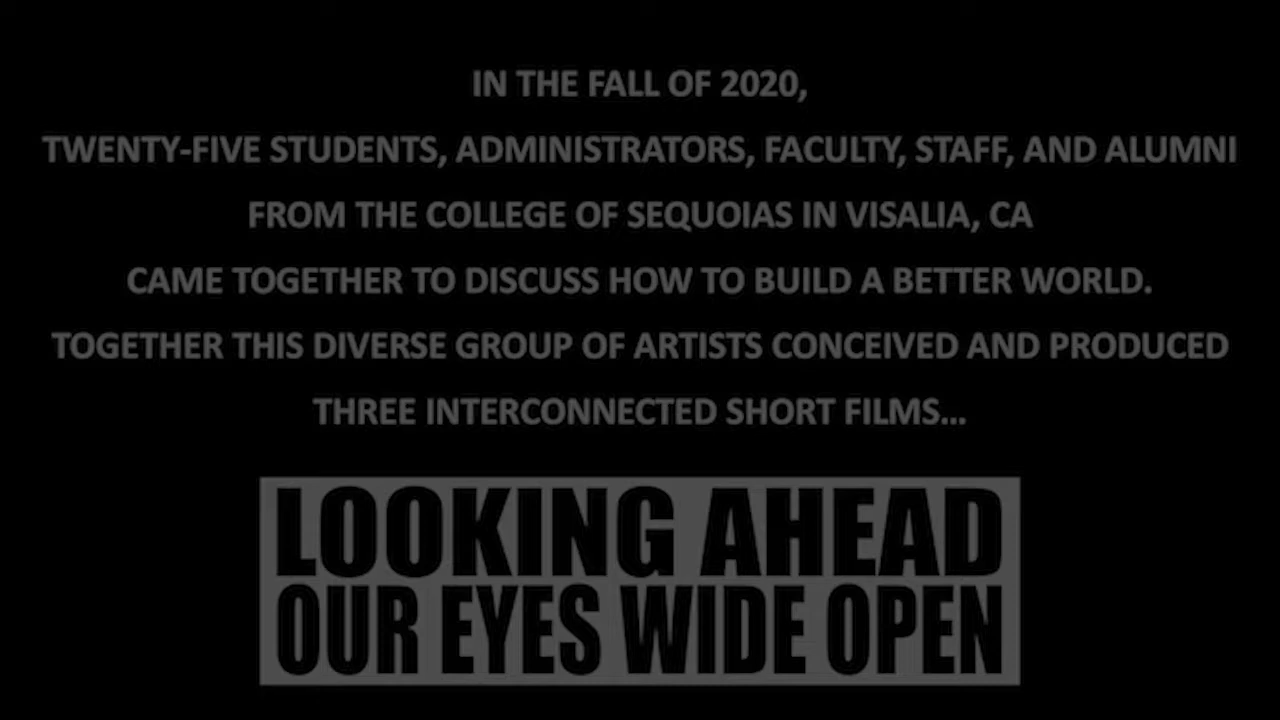 IN THE FALL OF 2020,
TWENTY-FIVE STUDENTS, ADMINISTRATORS, FACULTY, STAFF, AND ALUMNI
FROM THE COLLEGE OF SEQUOIAS IN VISALIA, CA
CAME TOGETHER TO DISCUSS HOW TO BUILD A BETTER WORLD.
TOGETHER THIS DIVERSE GROUP OF ARTISTS CONCEIVED AND PRODUCED
THREE INTERCONNECTED SHORT FILMS...
LOOKING AHEAD
OUR EYES WIDE OPEN